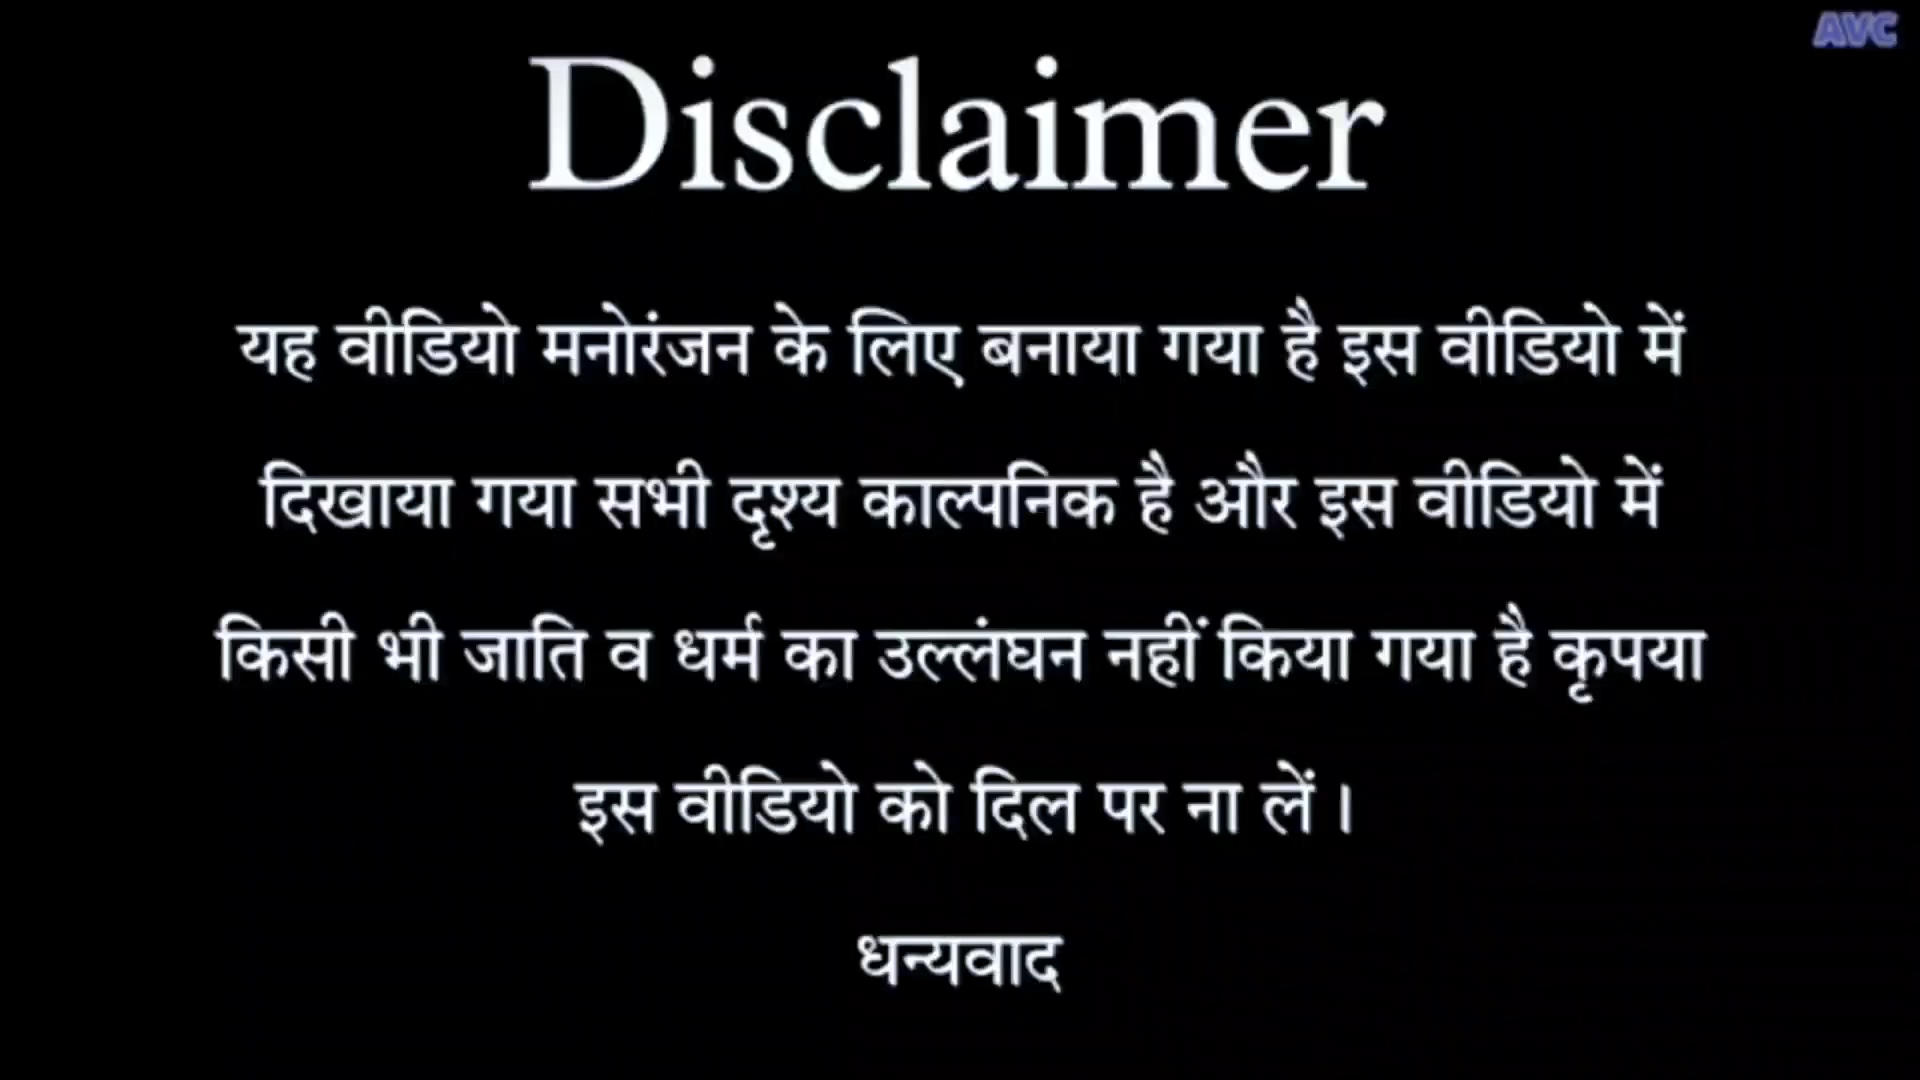 AVC
Disclaimer
यह वीडियो मनोरंजन के लिए बनाया गया है इस वीडियो में
दिखाया गया सभी दृश्य काल्पनिक है और इस वीडियो में
किसी भी जाति व धर्म का उल्लंघन नहीं किया गया है कृपया
इस वीडियो को दिल पर ना लें ।
धन्यवाद